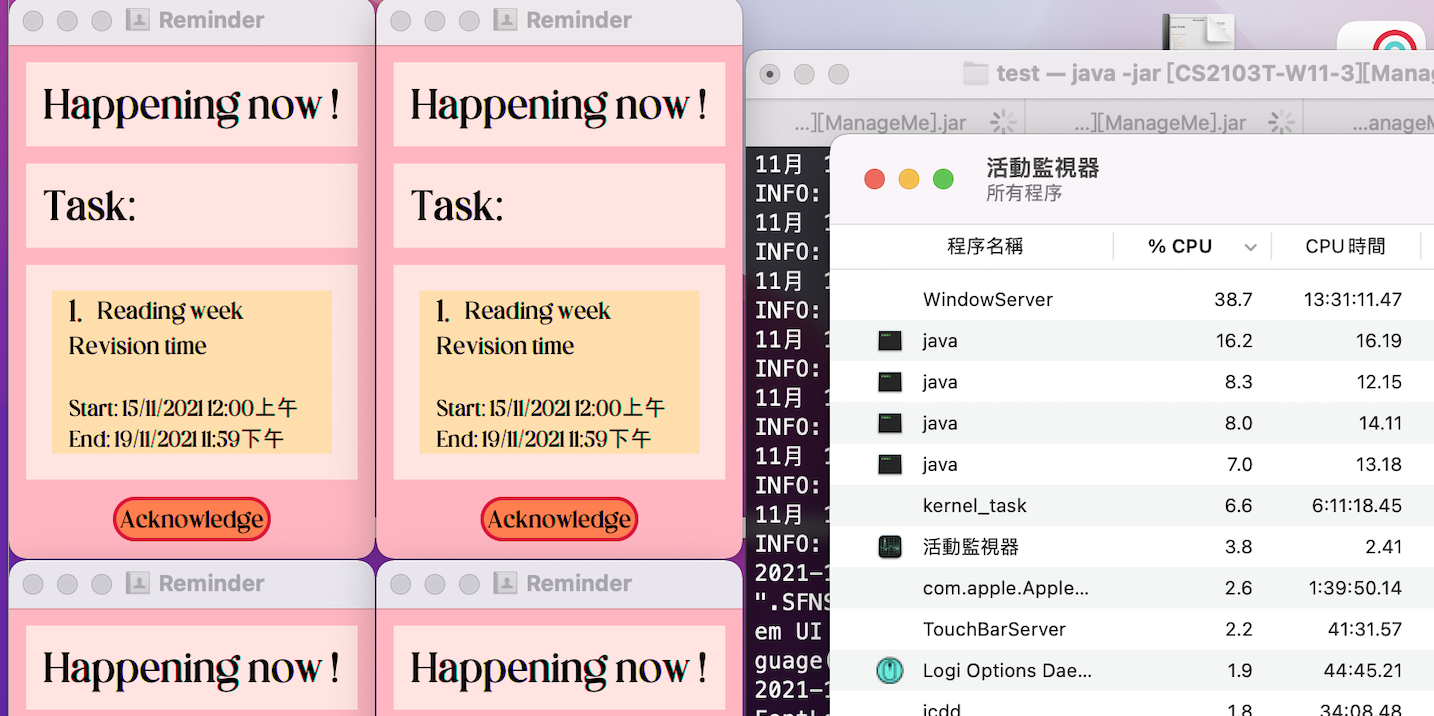 Reminder
Happening now !
Task:
1. Reading week
Revision time
Start: 15/11/2021 12:00上午
End: 19/11/2021 11:59下午
Acknowledge
Reminder
Happening now !
Task:
1. Reading week
Revision time
Start: 15/11/2021 12:00上午
End: 19/11/2021 11:59下午
Acknowledge
Reminder
Happening now !
Reminder
Happening now !
test — java -jar [CS2103T-W11-3][Mana
...][ManageMe].jar
...][ManageMe].jar
...anageM
11月 1
INFO:
11月 1
INFO:
11月 1
INFO:
11月 1
INFO:
11月 1
INFO:
11月 1
INFO:
11月 1
INFO:
2021-1
".SFNS
em UI
guage(
2021-1
活動監視器
所有程序
程序名稱 % CPU CPU 時間
WindowServer 38.7 13:31:11.47
java 16.2 16.19
java 8.3 12.15
java 8.0 14.11
java 7.0 13.18
kernel_task 6.6 6:11:18.45
活動監視器 3.8 2.41
com.apple.Apple... 2.6 1:39:50.14
TouchBarServer 2.2 41:31.57
Logi Options Dae... 1.9 44:45.21
icdd 1.8 34:08.48